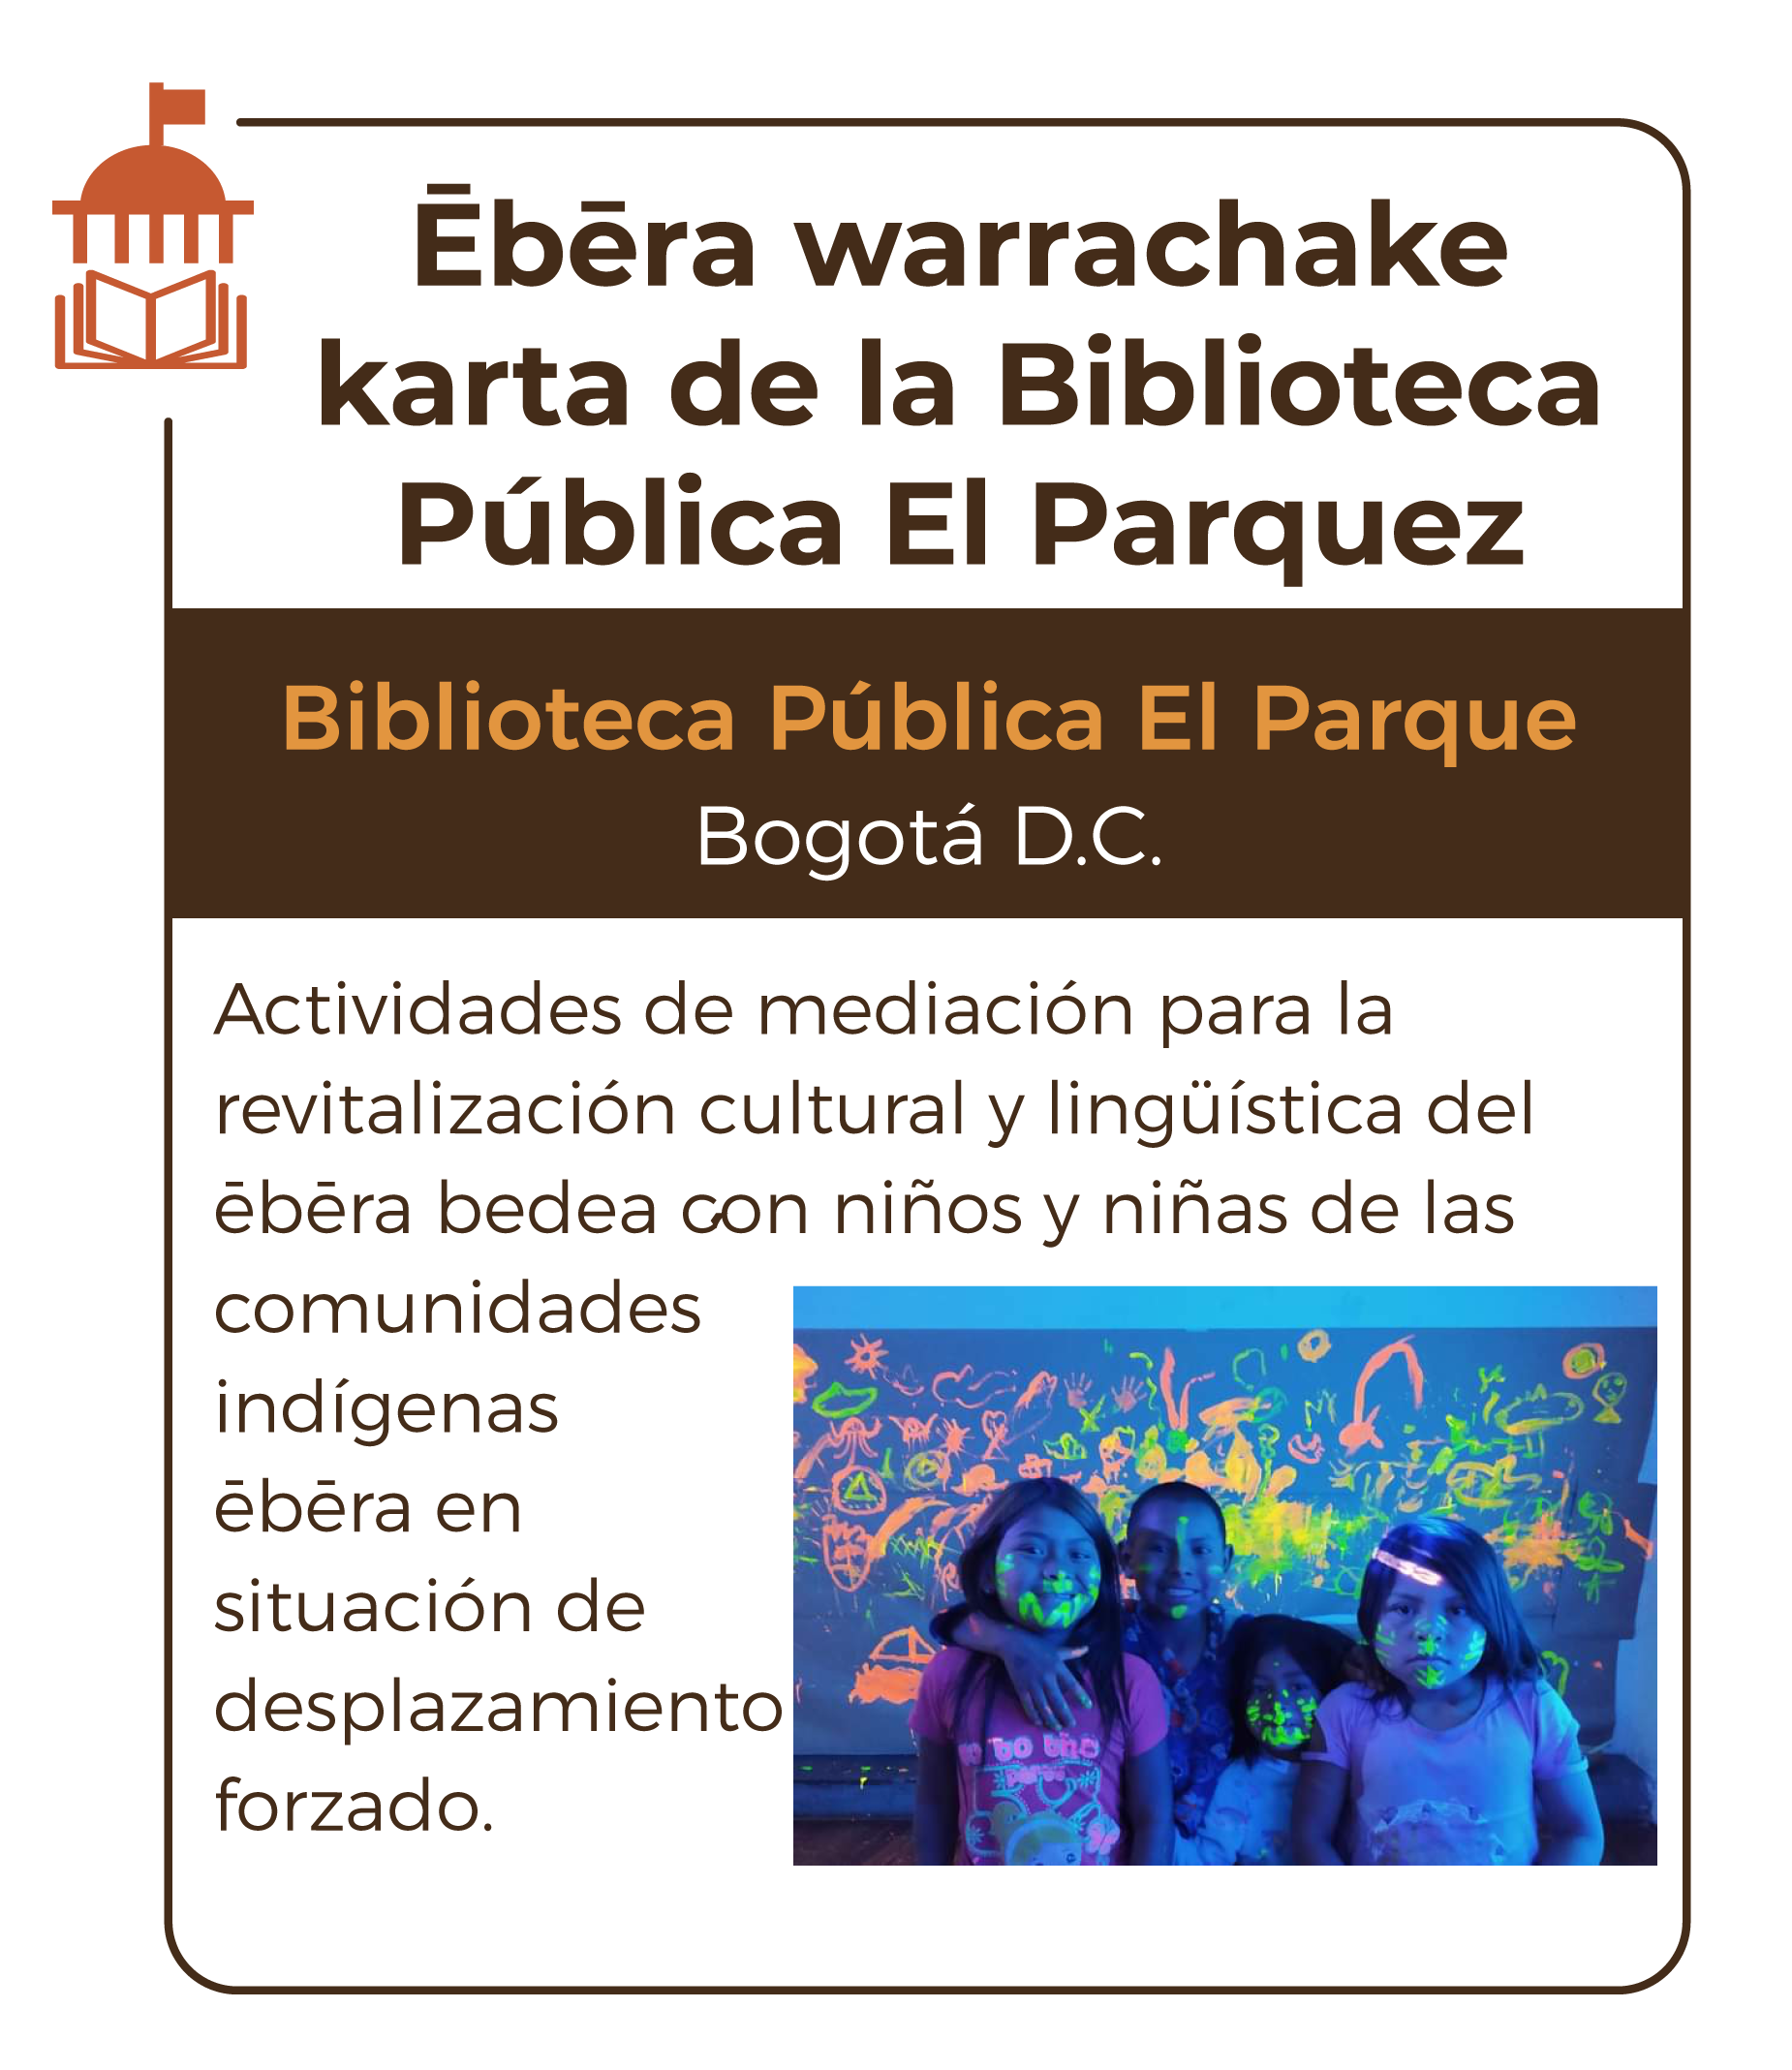 Ēbēra warrachake
karta de la Biblioteca
Pública El Parquez
Biblioteca Pública El Parque
Bogotá D.C.
Actividades de mediación para la
revitalización cultural y lingüística del
ēbēra bedea con niños y niñas de las
comunidades
indígenas
ēbēra en
situación de
desplazamiento
forzado.